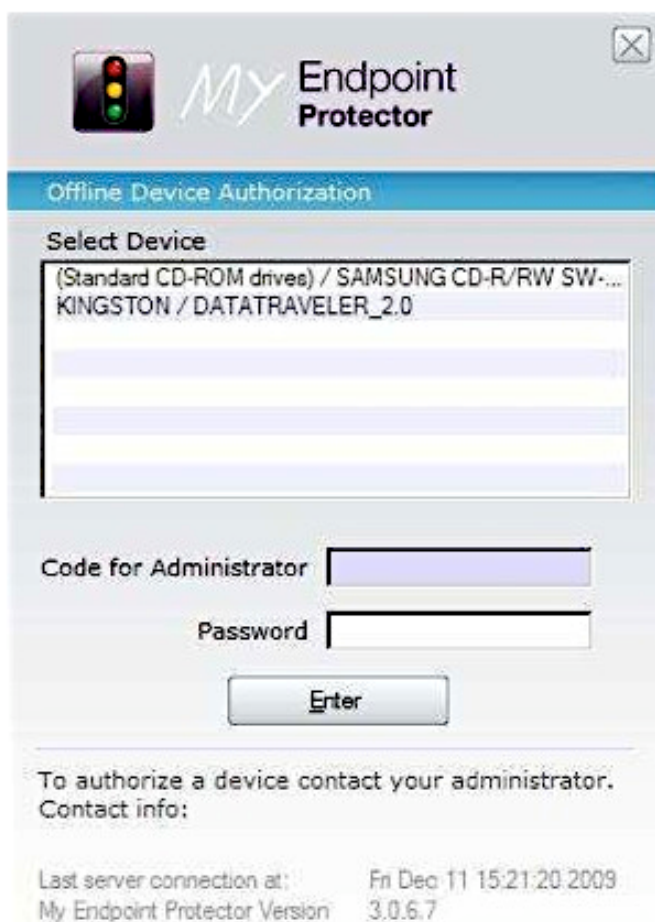 My Endpoint
Protector
Offline Device Authorization
Select Device
(Standard CD-ROM drives) / SAMSUNG CD-R/RW SW-...
KINGSTON / DATATRAVELER_2.0
Code for Administrator
Password
Enter
To authorize a device contact your administrator.
Contact info:
Last server connection at: Fri Dec 11 15:21:20 2009
My Endpoint Protector Version 3.0.6.7